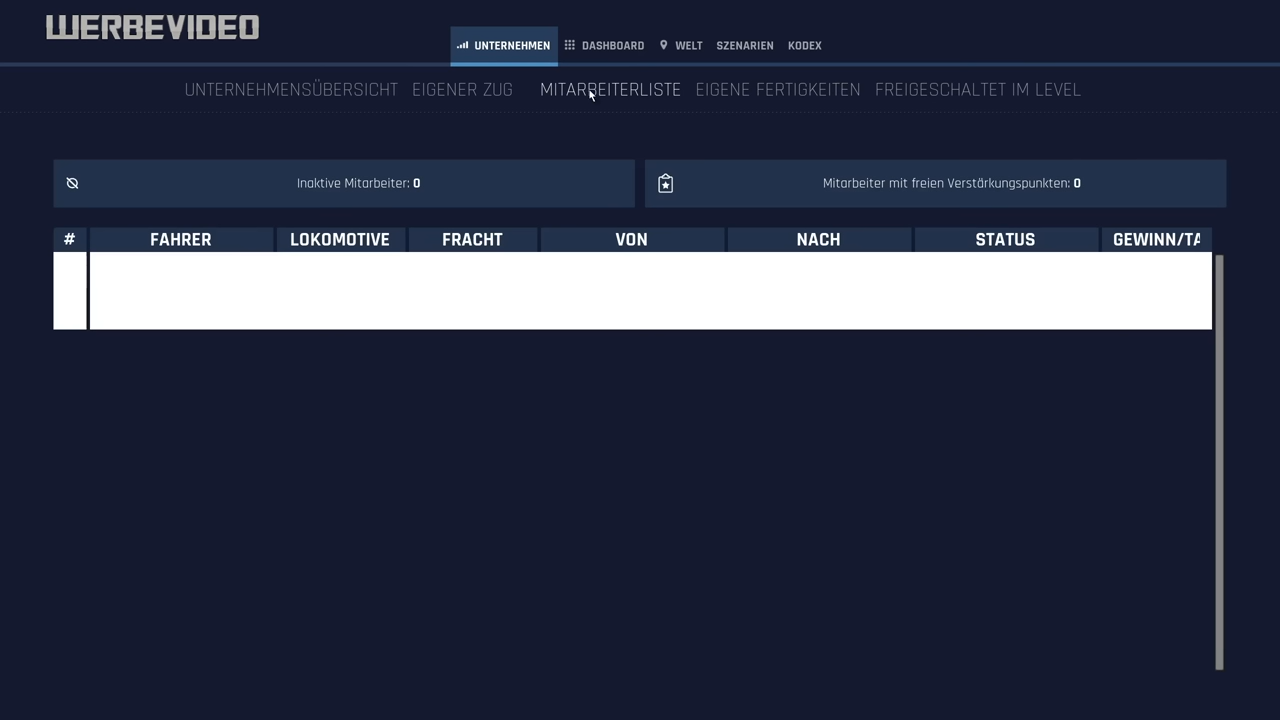 WERBEVIDEO
UNTERNEHMEN DASHBOARD WELT SZENARIEN KODEX
UNTERNEHMENSÜBERSICHT EIGENER ZUG MITARBEITERLISTE EIGENE FERTIGKEITEN FREIGESCHALTET IM LEVEL
Inaktive Mitarbeiter: 0 Mitarbeiter mit freien Verstärkungspunkten: 0
# FAHRER LOKOMOTIVE FRACHT VON NACH STATUS GEWINN/TA